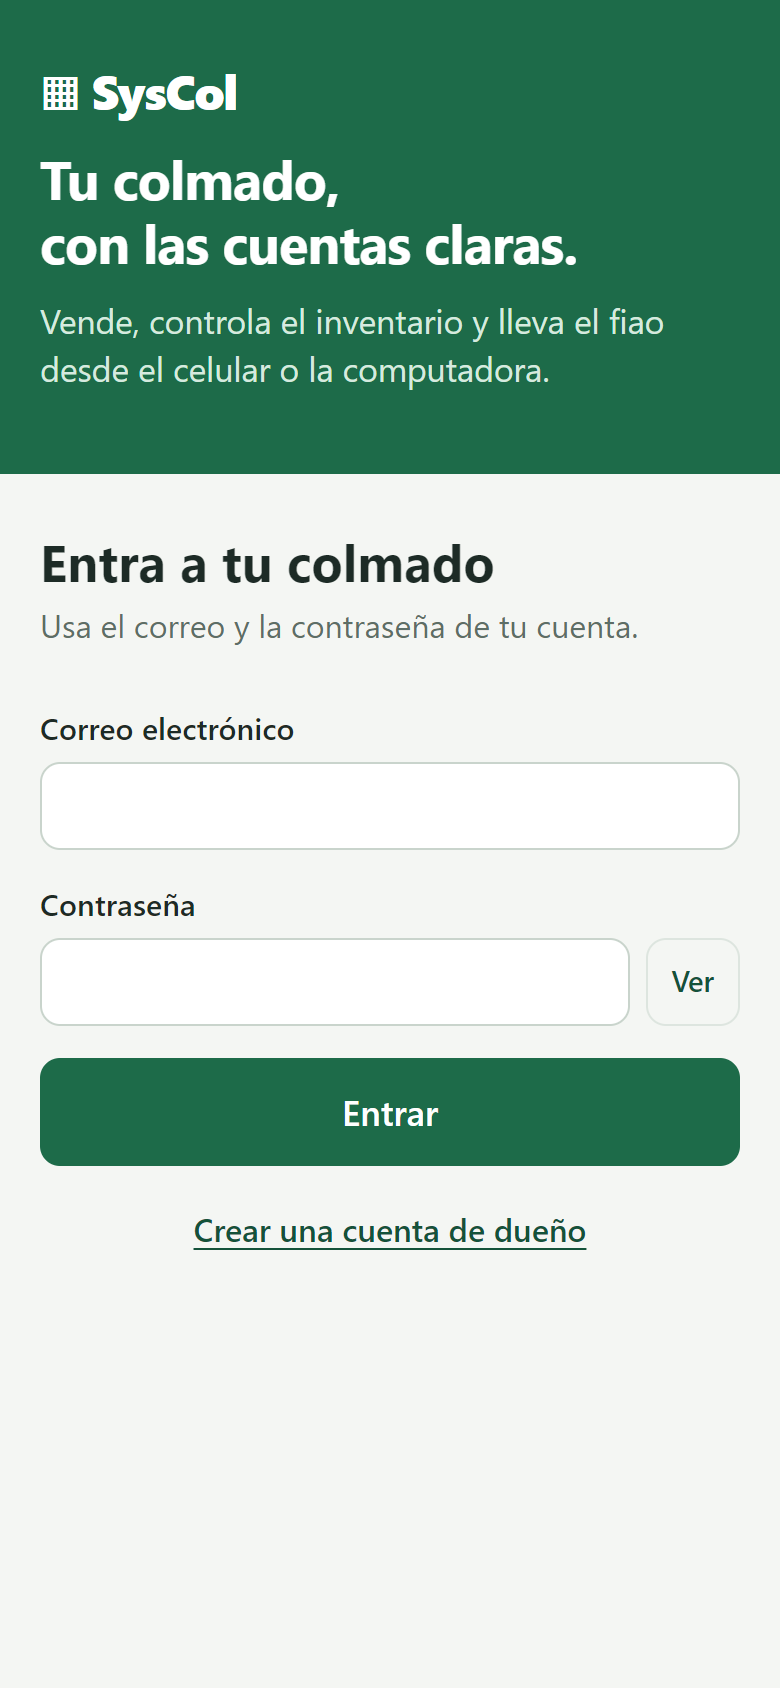 SysCol
Tu colmado,
con las cuentas claras.
Vende, controla el inventario y lleva el fiao
desde el celular o la computadora.
Entra a tu colmado
Usa el correo y la contraseña de tu cuenta.
Correo electrónico
Contraseña
Ver
Entrar
Crear una cuenta de dueño